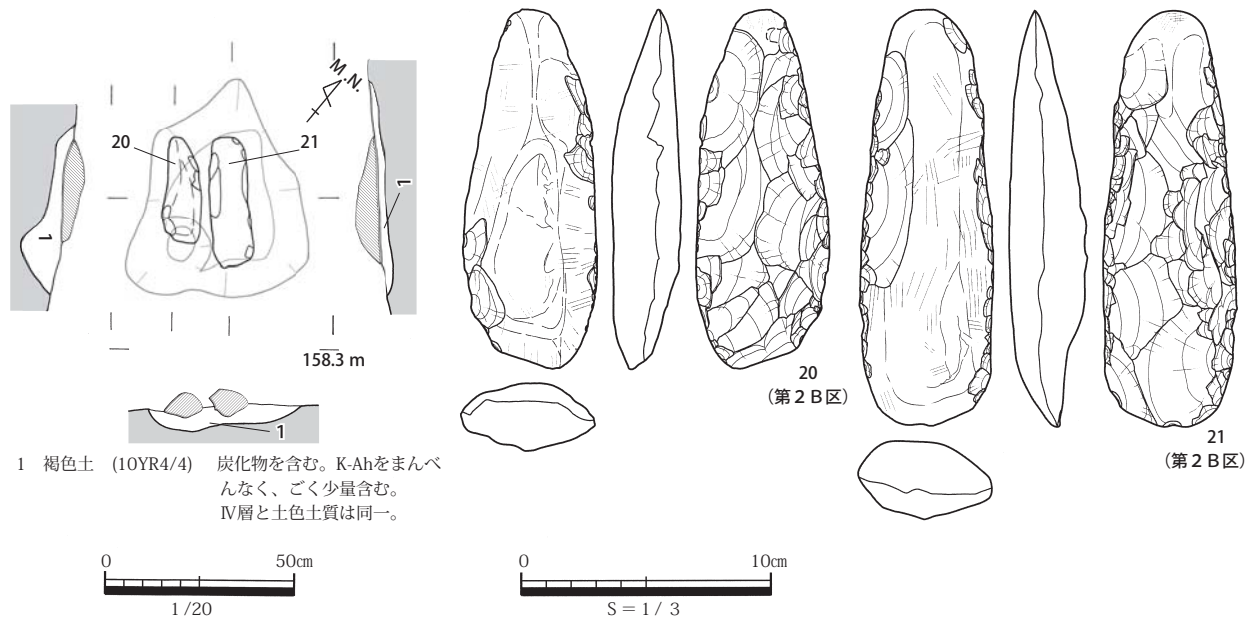 M.N.
20
21
1
1
158.3 m
1
1 褐色土 (10YR4/4) 炭化物を含む。K-Ahをまんべ
んなく、ごく少量含む。
Ⅳ層と土色土質は同一。
0 50㎝
1/20
20
(第２Ｂ区)
21
(第２Ｂ区)
0 10㎝
S＝1/3